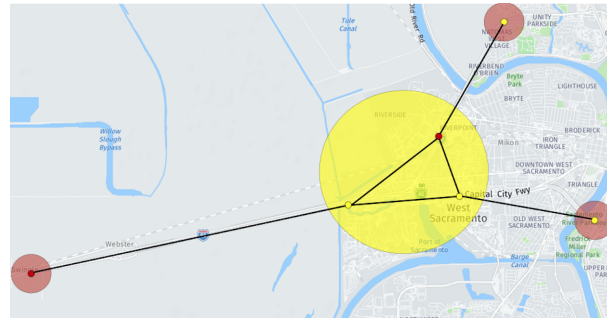 Tule
Canal
Old River Rd
UNITY
PARKSIDE
VILLAGE
RIVERBEND
O'BRIEN
Bryte
Park
LIGHTHOUSE
BRYTE
RIVERSIDE
BRODERICK
Willow
Slough
Bypass
IRON
TRIANGLE
Mikon
DOWNTOWN WEST
SACRAMENTO
TRIANGLE
Capital City Fwy
West
Sacramento
OLD WEST
SACRAMENTO
Webster
Port of
Sacramento
Fredrick
Miller
Regional Park
Barge
Canal